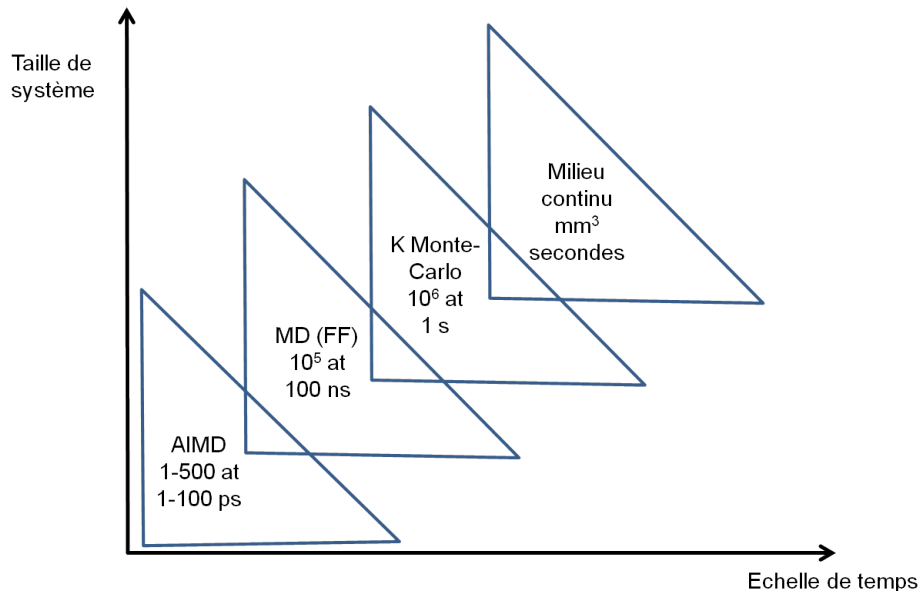 Taille de
système
Milieu
continu
mm³
secondes
K Monte-
Carlo
10⁶ at
1 s
MD (FF)
10⁵ at
100 ns
AIMD
1-500 at
1-100 ps
Echelle de temps